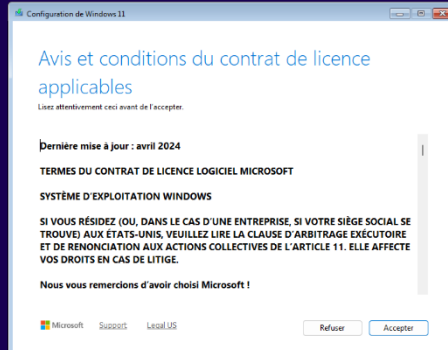 Configuration de Windows 11
Avis et conditions du contrat de licence
applicables
Lisez attentivement ceci avant de l'accepter.
Dernière mise à jour : avril 2024
TERMES DU CONTRAT DE LICENCE LOGICIEL MICROSOFT
SYSTÈME D'EXPLOITATION WINDOWS
SI VOUS RÉSIDEZ (OU, DANS LE CAS D'UNE ENTREPRISE, SI VOTRE SIÈGE SOCIAL SE
TROUVE) AUX ÉTATS-UNIS, VEUILLEZ LIRE LA CLAUSE D'ARBITRAGE EXÉCUTOIRE
ET DE RENONCIATION AUX ACTIONS COLLECTIVES DE L'ARTICLE 11. ELLE AFFECTE
VOS DROITS EN CAS DE LITIGE.
Nous vous remercions d'avoir choisi Microsoft !
Microsoft Support Legal US Refuser Accepter